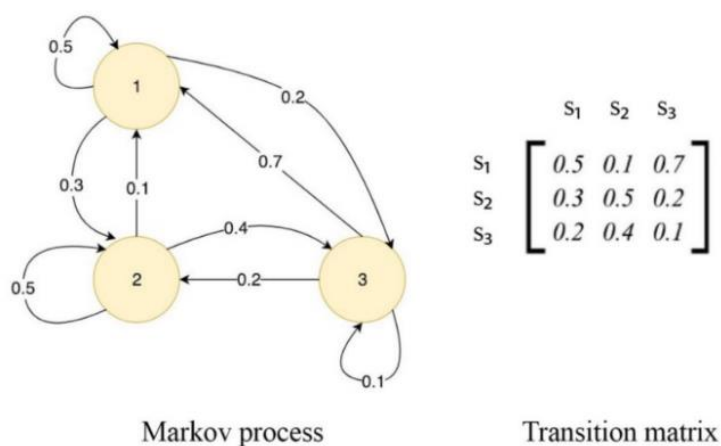 0.5
1
0.2
0.3
0.1
0.7
0.4
2
0.2
3
0.5
0.1
Markov process
S1 S2 S3
S1 0.5 0.1 0.7
S2 0.3 0.5 0.2
S3 0.2 0.4 0.1
Transition matrix